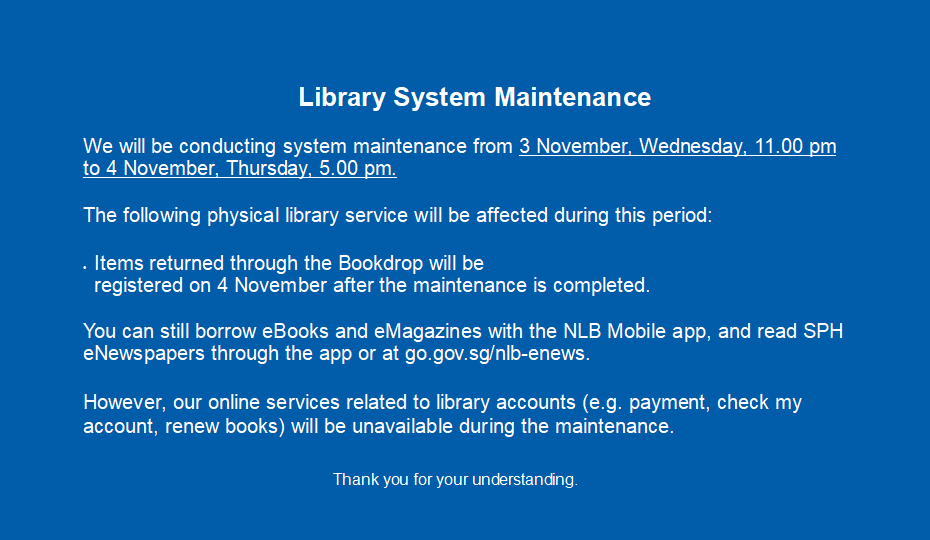 Library System Maintenance
We will be conducting system maintenance from 3 November, Wednesday, 11.00 pm
to 4 November, Thursday, 5.00 pm.
The following physical library service will be affected during this period:
• Items returned through the Bookdrop will be
registered on 4 November after the maintenance is completed.
You can still borrow eBooks and eMagazines with the NLB Mobile app, and read SPH
eNewspapers through the app or at go.gov.sg/nlb-enews.
However, our online services related to library accounts (e.g. payment, check my
account, renew books) will be unavailable during the maintenance.
Thank you for your understanding.